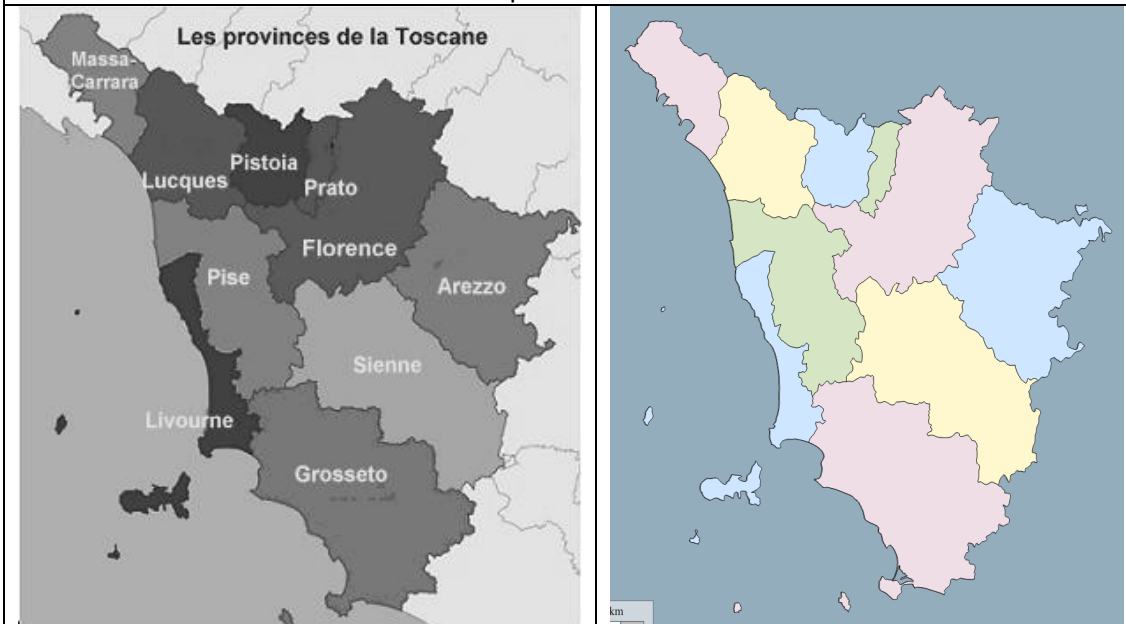 Les provinces de la Toscane
Massa-
Carrara
Pistoia
Lucques
Prato
Florence
Pise
Arezzo
Sienne
Livourne
Grosseto
km